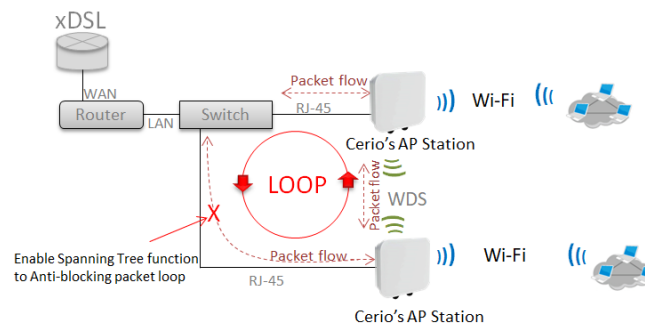 xDSL
WAN
Router
LAN
Switch
Packet flow
RJ-45
Cerio's AP Station
Wi-Fi
LOOP
Packet flow
WDS
X
Enable Spanning Tree function
to Anti-blocking packet loop
Packet flow
RJ-45
Cerio's AP Station
Wi-Fi